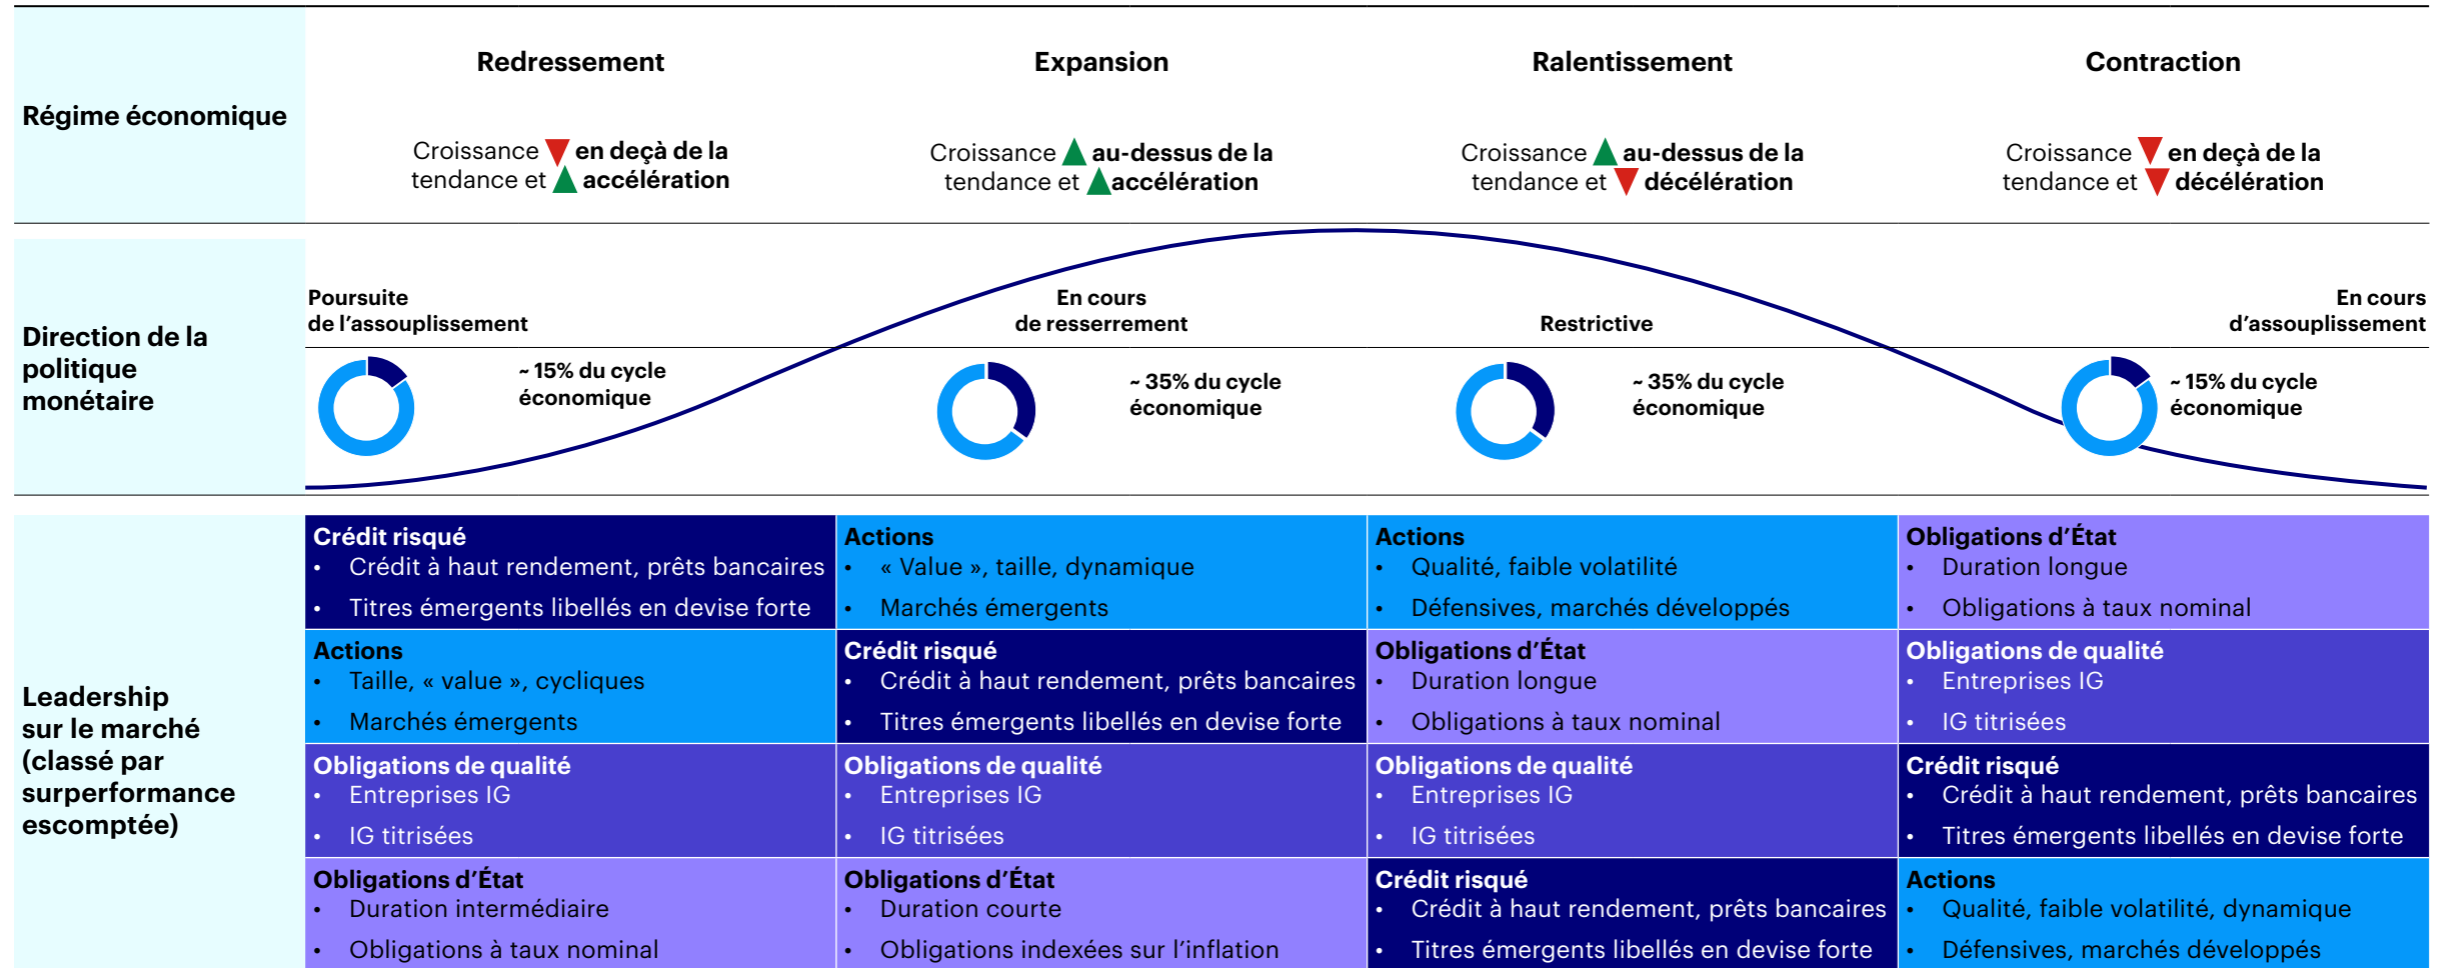 Régime économique
Redressement
Croissance ▼ en deçà de la
tendance et ▲ accélération
Expansion
Croissance ▲ au-dessus de la
tendance et ▲ accélération
Ralentissement
Croissance ▲ au-dessus de la
tendance et ▼ décélération
Contraction
Croissance ▼ en deçà de la
tendance et ▼ décélération
Direction de la
politique
monétaire
Poursuite
de l’assouplissement
~ 15% du cycle
économique
En cours
de resserrement
~ 35% du cycle
économique
Restrictive
~ 35% du cycle
économique
En cours
d’assouplissement
~ 15% du cycle
économique
Leadership
sur le marché
(classé par
surperformance
escomptée)
Crédit risqué
• Crédit à haut rendement, prêts bancaires
• Titres émergents libellés en devise forte
Actions
• « Value », taille, dynamique
• Marchés émergents
Actions
• Qualité, faible volatilité
• Défensives, marchés développés
Obligations d’État
• Duration longue
• Obligations à taux nominal
Actions
• Taille, « value », cycliques
• Marchés émergents
Crédit risqué
• Crédit à haut rendement, prêts bancaires
• Titres émergents libellés en devise forte
Obligations d’État
• Duration longue
• Obligations à taux nominal
Obligations de qualité
• Entreprises IG
• IG titrisées
Obligations de qualité
• Entreprises IG
• IG titrisées
Obligations de qualité
• Entreprises IG
• IG titrisées
Obligations de qualité
• Entreprises IG
• IG titrisées
Crédit risqué
• Crédit à haut rendement, prêts bancaires
• Titres émergents libellés en devise forte
Obligations d’État
• Duration intermédiaire
• Obligations à taux nominal
Obligations d’État
• Duration courte
• Obligations indexées sur l’inflation
Crédit risqué
• Crédit à haut rendement, prêts bancaires
• Titres émergents libellés en devise forte
Actions
• Qualité, faible volatilité, dynamique
• Défensives, marchés développés